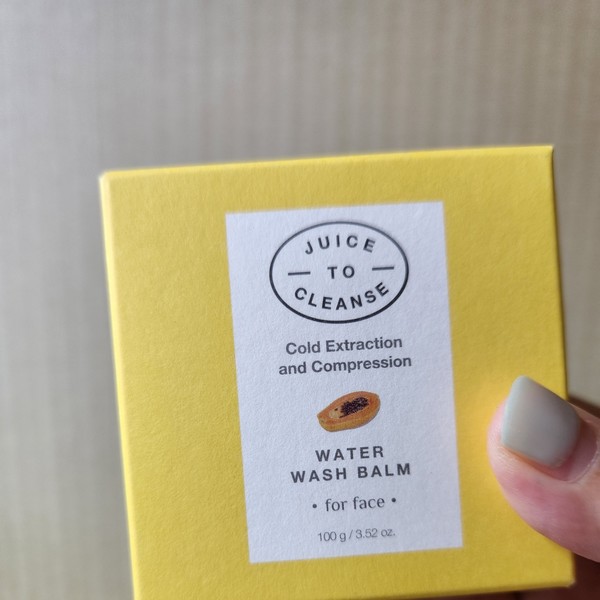 JUICE
TO
CLEANSE
Cold Extraction
and Compression
WATER
WASH BALM
• for face •
100 g / 3.52 oz.